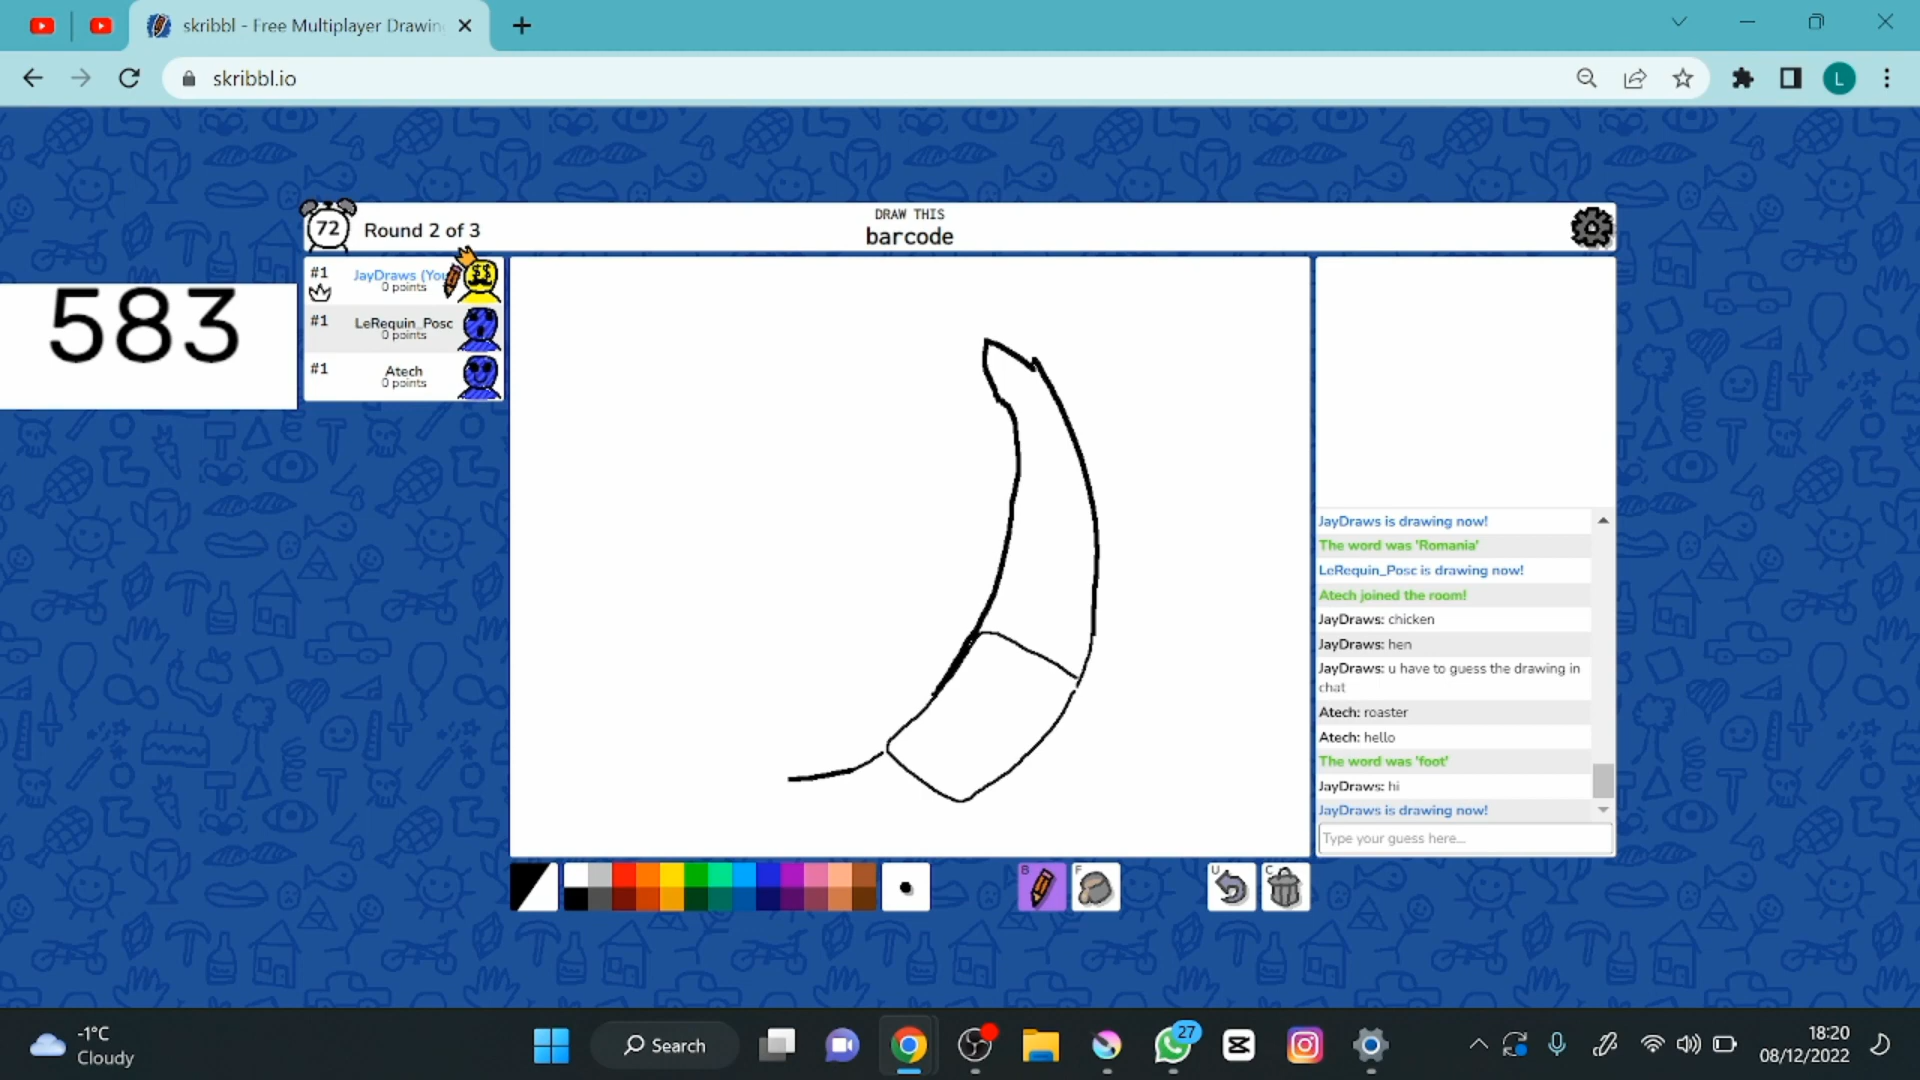 skribbl - Free Multiplayer Drawin
skribbl.io
L
72
Round 2 of 3
DRAW THIS
barcode
583
#1
JayDraws (You
0 points
#1
LeRequin_Posc
0 points
#1
Atech
0 points
JayDraws is drawing now!
The word was 'Romania'
LeRequin_Posc is drawing now!
Atech joined the room!
JayDraws: chicken
JayDraws: hen
JayDraws: u have to guess the drawing in
chat
Atech: roaster
Atech: hello
The word was 'foot'
JayDraws: hi
JayDraws is drawing now!
Type your guess here...
B
F
U
C
-1°C
Cloudy
Search
27
18:20
08/12/2022